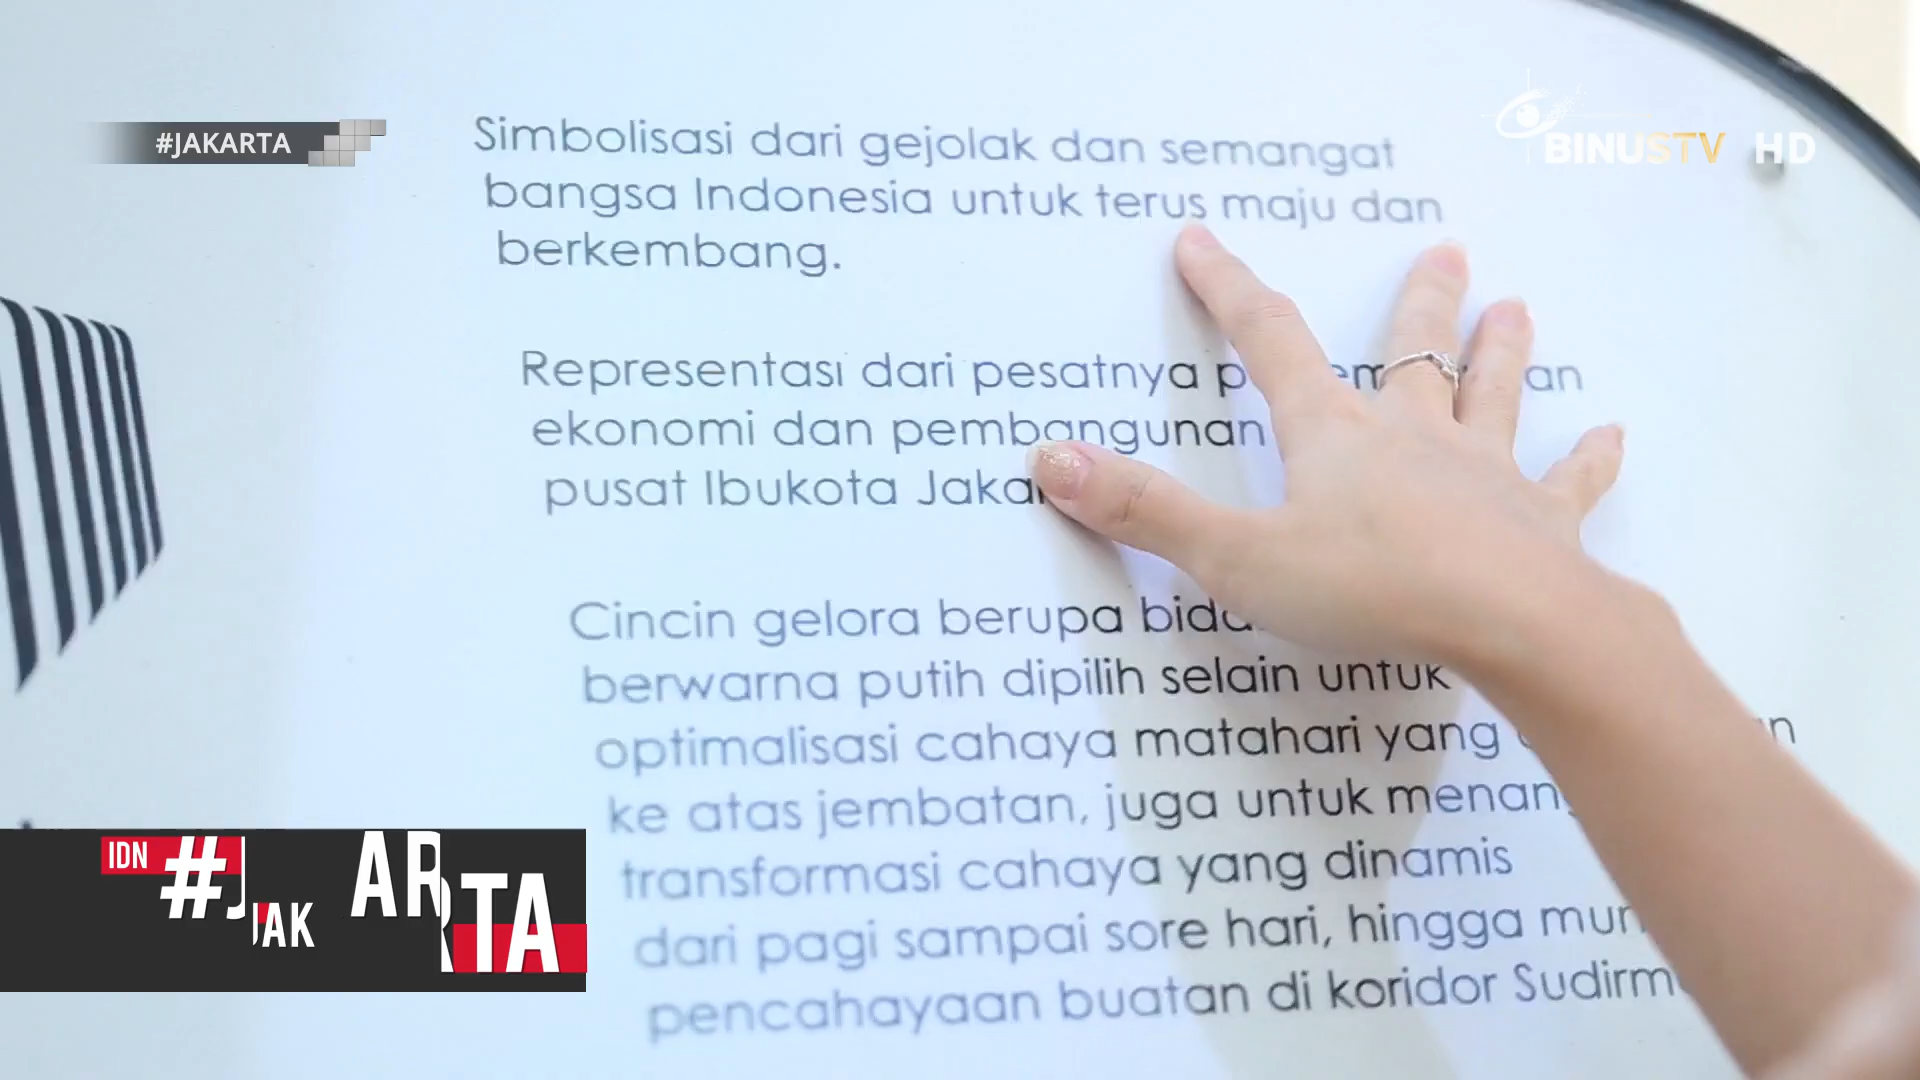 #JAKARTA
BINUSTV HD
Simbolisasi dari gejolak dan semangat
bangsa Indonesia untuk terus maju dan
berkembang.
Representasi dari pesatnya
ekonomi dan pembangunan
pusat Ibukota
Cincin gelora berupa
berwarna putih dipilih selain untuk
optimalisasi cahaya matahari yang
ke atas jembatan, juga untuk
transformasi cahaya yang dinamis
dari pagi sampai sore hari, hingga
pencahayaan buatan di koridor
IDN
#JAKARTA